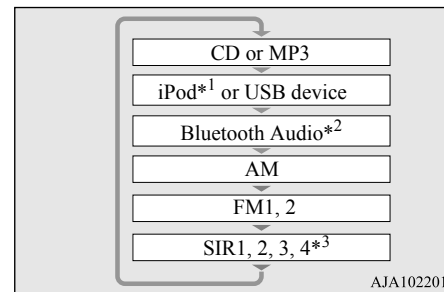 CD or MP3
iPod*1 or USB device
Bluetooth Audio*2
AM
FM1, 2
SIR1, 2, 3, 4*3
AJA102201